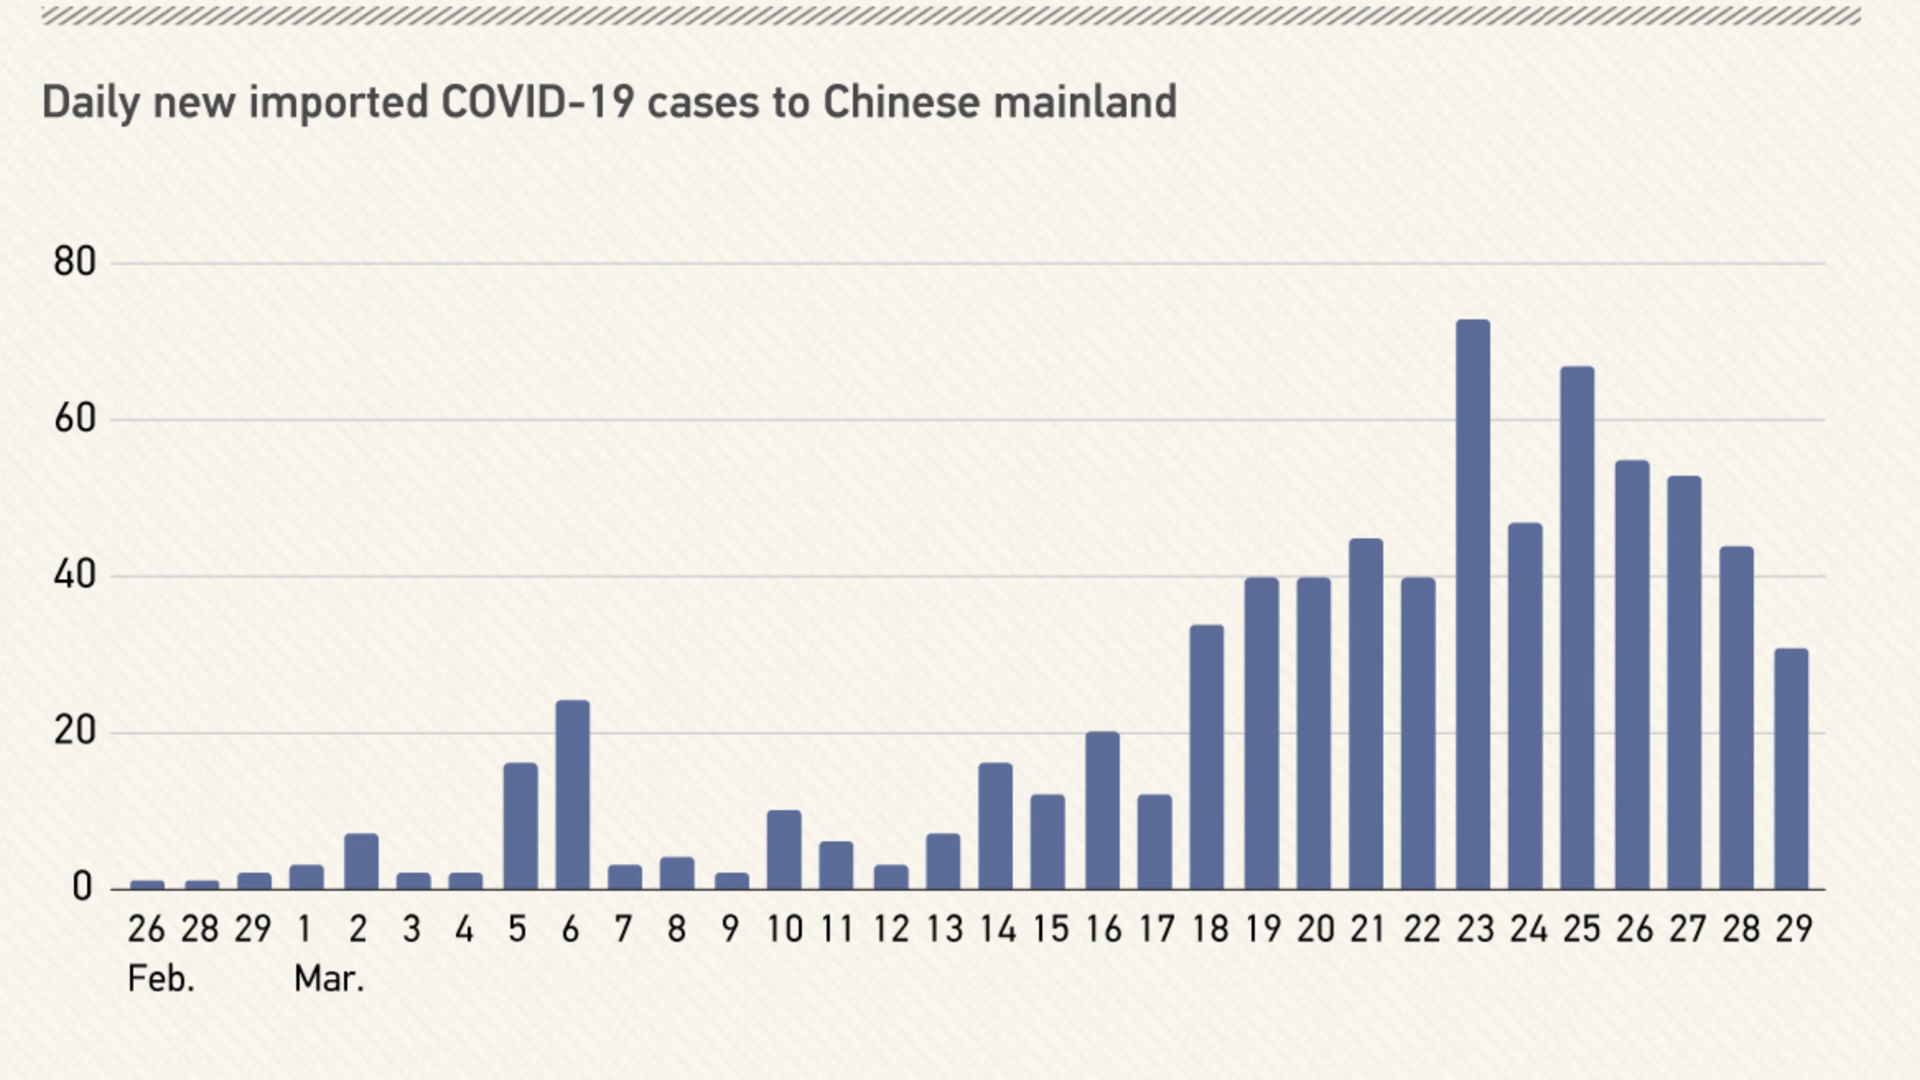 Daily new imported COVID-19 cases to Chinese mainland
80
60
40
20
0
26 28 29 1 2 3 4 5 6 7 8 9 10 11 12 13 14 15 16 17 18 19 20 21 22 23 24 25 26 27 28 29
Feb. Mar.